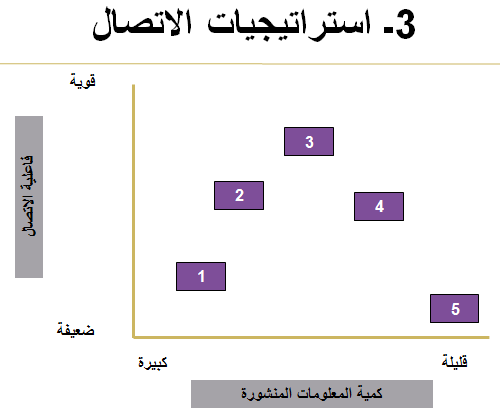 3- استراتيجيات الاتصال
قوية
فاعلية الاتصال
3
2
4
1
5
ضعيفة
كبيرة
قليلة
كمية المعلومات المنشورة